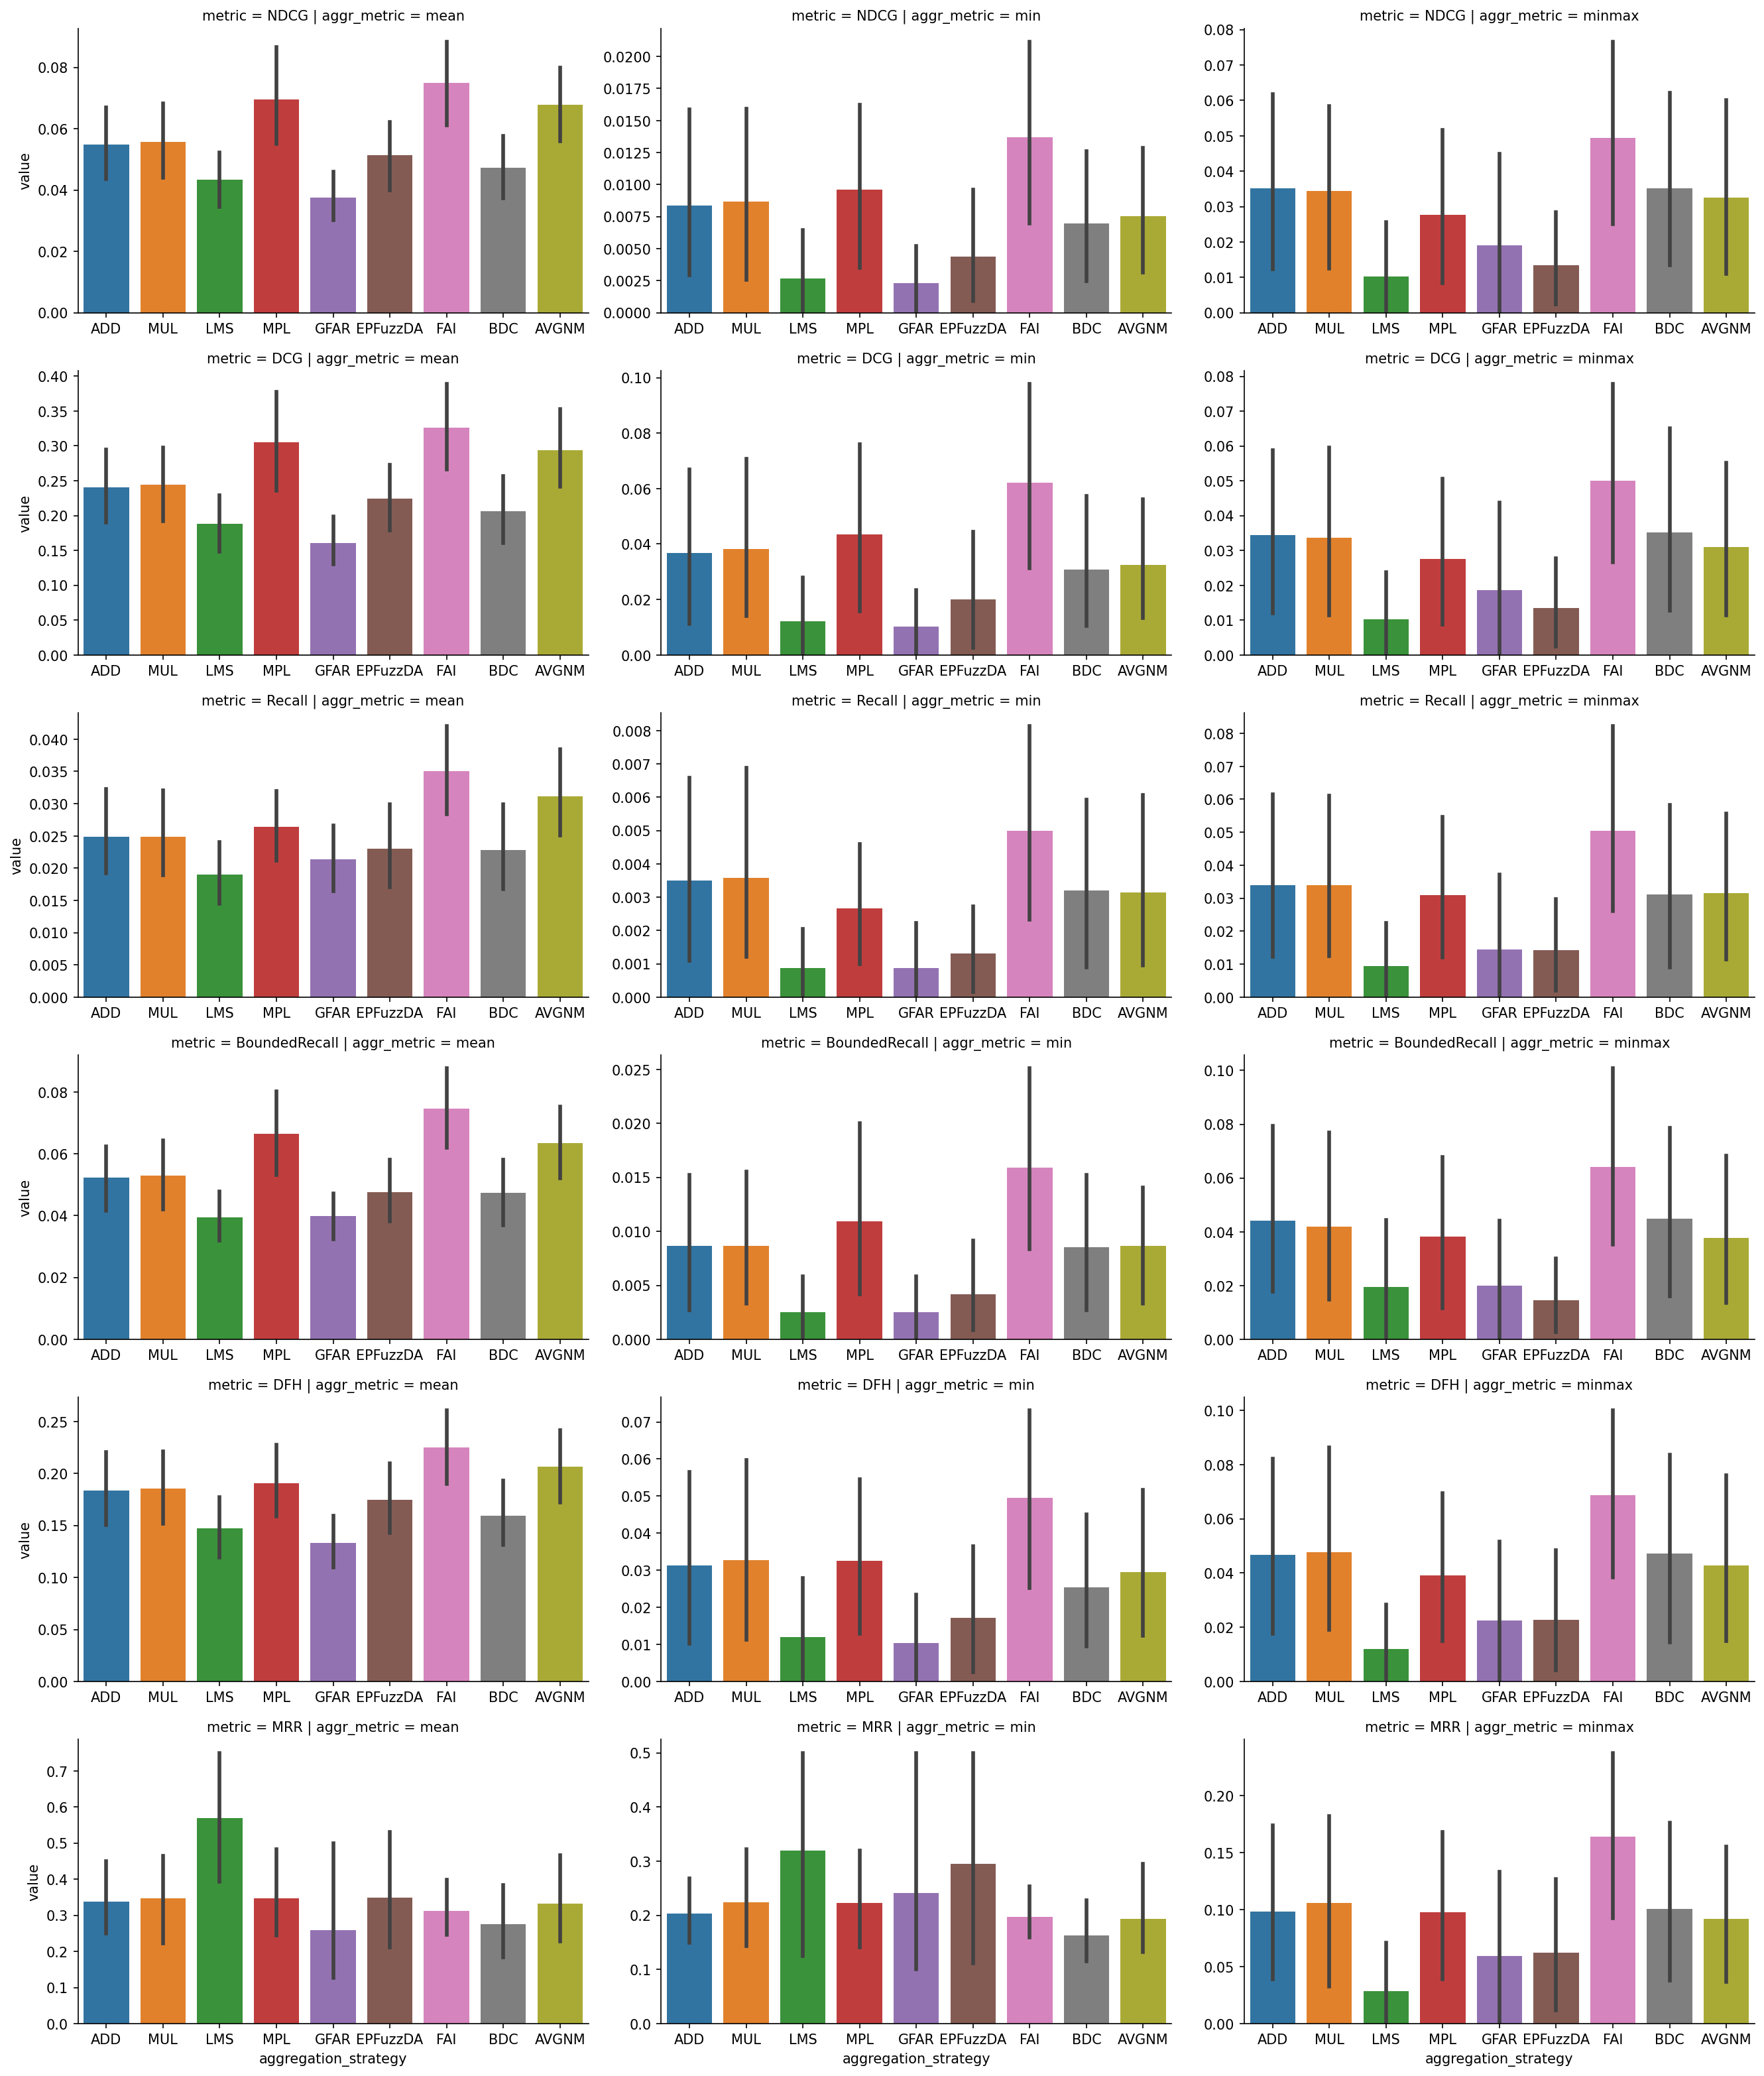 metric = NDCG | aggr_metric = mean
metric = NDCG | aggr_metric = min
metric = NDCG | aggr_metric = minmax
value
0.08
0.06
0.04
0.02
0.00
ADD MUL LMS MPL GFAR EPFuzzDA FAI BDC AVGNM
0.0200
0.0175
0.0150
0.0125
0.0100
0.0075
0.0050
0.0025
0.0000
ADD MUL LMS MPL GFAR EPFuzzDA FAI BDC AVGNM
0.08
0.07
0.06
0.05
0.04
0.03
0.02
0.01
0.00
ADD MUL LMS MPL GFAR EPFuzzDA FAI BDC AVGNM
metric = DCG | aggr_metric = mean
metric = DCG | aggr_metric = min
metric = DCG | aggr_metric = minmax
value
0.40
0.35
0.30
0.25
0.20
0.15
0.10
0.05
0.00
ADD MUL LMS MPL GFAR EPFuzzDA FAI BDC AVGNM
0.10
0.08
0.06
0.04
0.02
0.00
ADD MUL LMS MPL GFAR EPFuzzDA FAI BDC AVGNM
0.08
0.07
0.06
0.05
0.04
0.03
0.02
0.01
0.00
ADD MUL LMS MPL GFAR EPFuzzDA FAI BDC AVGNM
metric = Recall | aggr_metric = mean
metric = Recall | aggr_metric = min
metric = Recall | aggr_metric = minmax
value
0.040
0.035
0.030
0.025
0.020
0.015
0.010
0.005
0.000
ADD MUL LMS MPL GFAR EPFuzzDA FAI BDC AVGNM
0.008
0.007
0.006
0.005
0.004
0.003
0.002
0.001
0.000
ADD MUL LMS MPL GFAR EPFuzzDA FAI BDC AVGNM
0.08
0.07
0.06
0.05
0.04
0.03
0.02
0.01
0.00
ADD MUL LMS MPL GFAR EPFuzzDA FAI BDC AVGNM
metric = BoundedRecall | aggr_metric = mean
metric = BoundedRecall | aggr_metric = min
metric = BoundedRecall | aggr_metric = minmax
value
0.08
0.06
0.04
0.02
0.00
ADD MUL LMS MPL GFAR EPFuzzDA FAI BDC AVGNM
0.025
0.020
0.015
0.010
0.005
0.000
ADD MUL LMS MPL GFAR EPFuzzDA FAI BDC AVGNM
0.10
0.08
0.06
0.04
0.02
0.00
ADD MUL LMS MPL GFAR EPFuzzDA FAI BDC AVGNM
metric = DFH | aggr_metric = mean
metric = DFH | aggr_metric = min
metric = DFH | aggr_metric = minmax
value
0.25
0.20
0.15
0.10
0.05
0.00
ADD MUL LMS MPL GFAR EPFuzzDA FAI BDC AVGNM
0.07
0.06
0.05
0.04
0.03
0.02
0.01
0.00
ADD MUL LMS MPL GFAR EPFuzzDA FAI BDC AVGNM
0.10
0.08
0.06
0.04
0.02
0.00
ADD MUL LMS MPL GFAR EPFuzzDA FAI BDC AVGNM
metric = MRR | aggr_metric = mean
metric = MRR | aggr_metric = min
metric = MRR | aggr_metric = minmax
value
0.7
0.6
0.5
0.4
0.3
0.2
0.1
0.0
ADD MUL LMS MPL GFAR EPFuzzDA FAI BDC AVGNM
aggregation_strategy
0.5
0.4
0.3
0.2
0.1
0.0
ADD MUL LMS MPL GFAR EPFuzzDA FAI BDC AVGNM
aggregation_strategy
0.20
0.15
0.10
0.05
0.00
ADD MUL LMS MPL GFAR EPFuzzDA FAI BDC AVGNM
aggregation_strategy